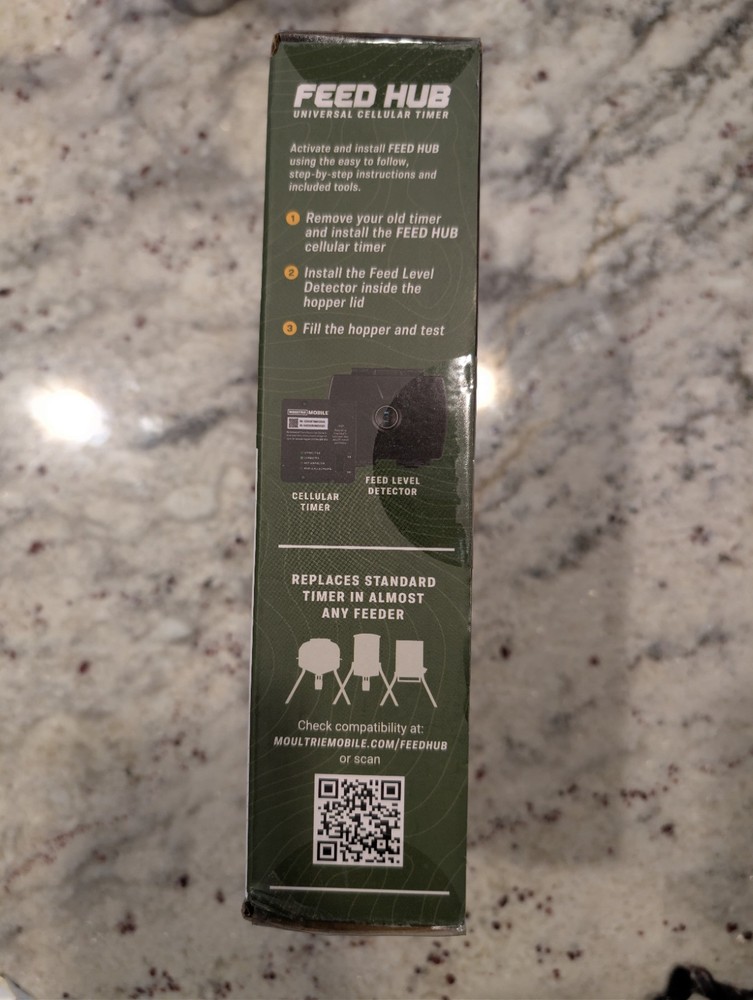 FEED HUB
UNIVERSAL CELLULAR TIMER
Activate and install FEED HUB
using the easy to follow,
step-by-step instructions and
included tools.
1 Remove your old timer
and install the FEED HUB
cellular timer
2 Install the Feed Level
Detector inside the
hopper lid
3 Fill the hopper and test
MOULTRIE MOBILE
CELLULAR
TIMER
FEED LEVEL
DETECTOR
REPLACES STANDARD
TIMER IN ALMOST
ANY FEEDER
Check compatibility at:
MOULTRIEMOBILE.COM/FEEDHUB
or scan